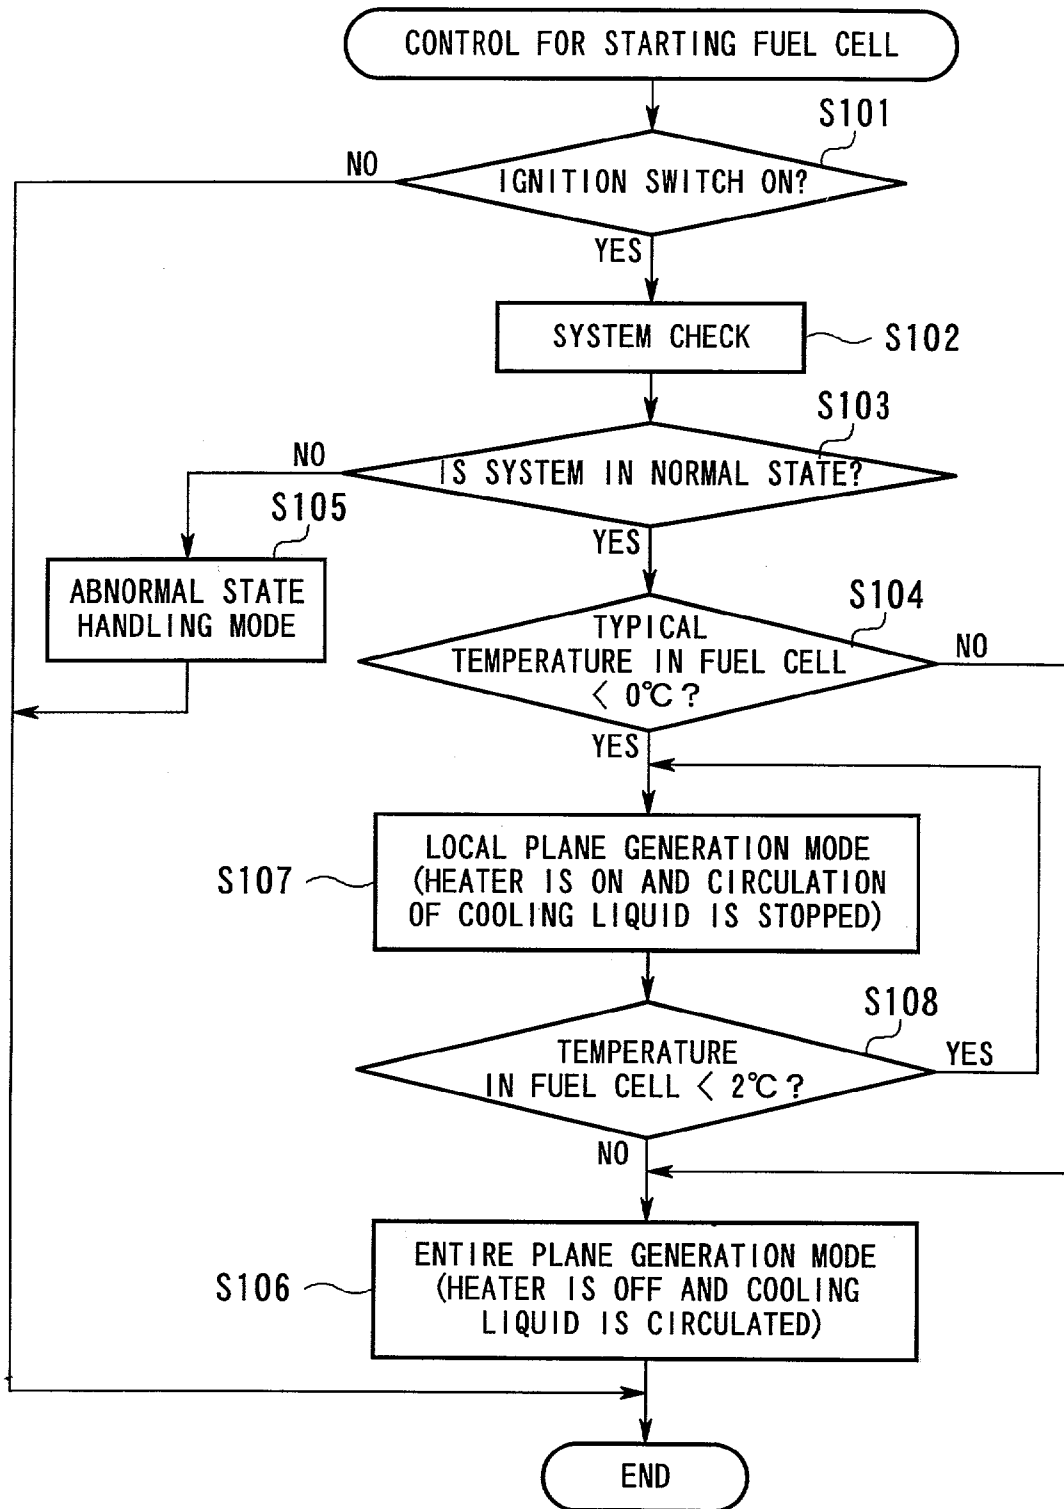 CONTROL FOR STARTING FUEL CELL
S101
NO
IGNITION SWITCH ON?
YES
SYSTEM CHECK
S102
S103
NO
IS SYSTEM IN NORMAL STATE?
S105
YES
ABNORMAL STATE
HANDLING MODE
S104
TYPICAL
TEMPERATURE IN FUEL CELL
< 0℃?
NO
YES
LOCAL PLANE GENERATION MODE
(HEATER IS ON AND CIRCULATION
OF COOLING LIQUID IS STOPPED)
S107
S108
TEMPERATURE
IN FUEL CELL < 2℃?
YES
NO
ENTIRE PLANE GENERATION MODE
(HEATER IS OFF AND COOLING
LIQUID IS CIRCULATED)
S106
END